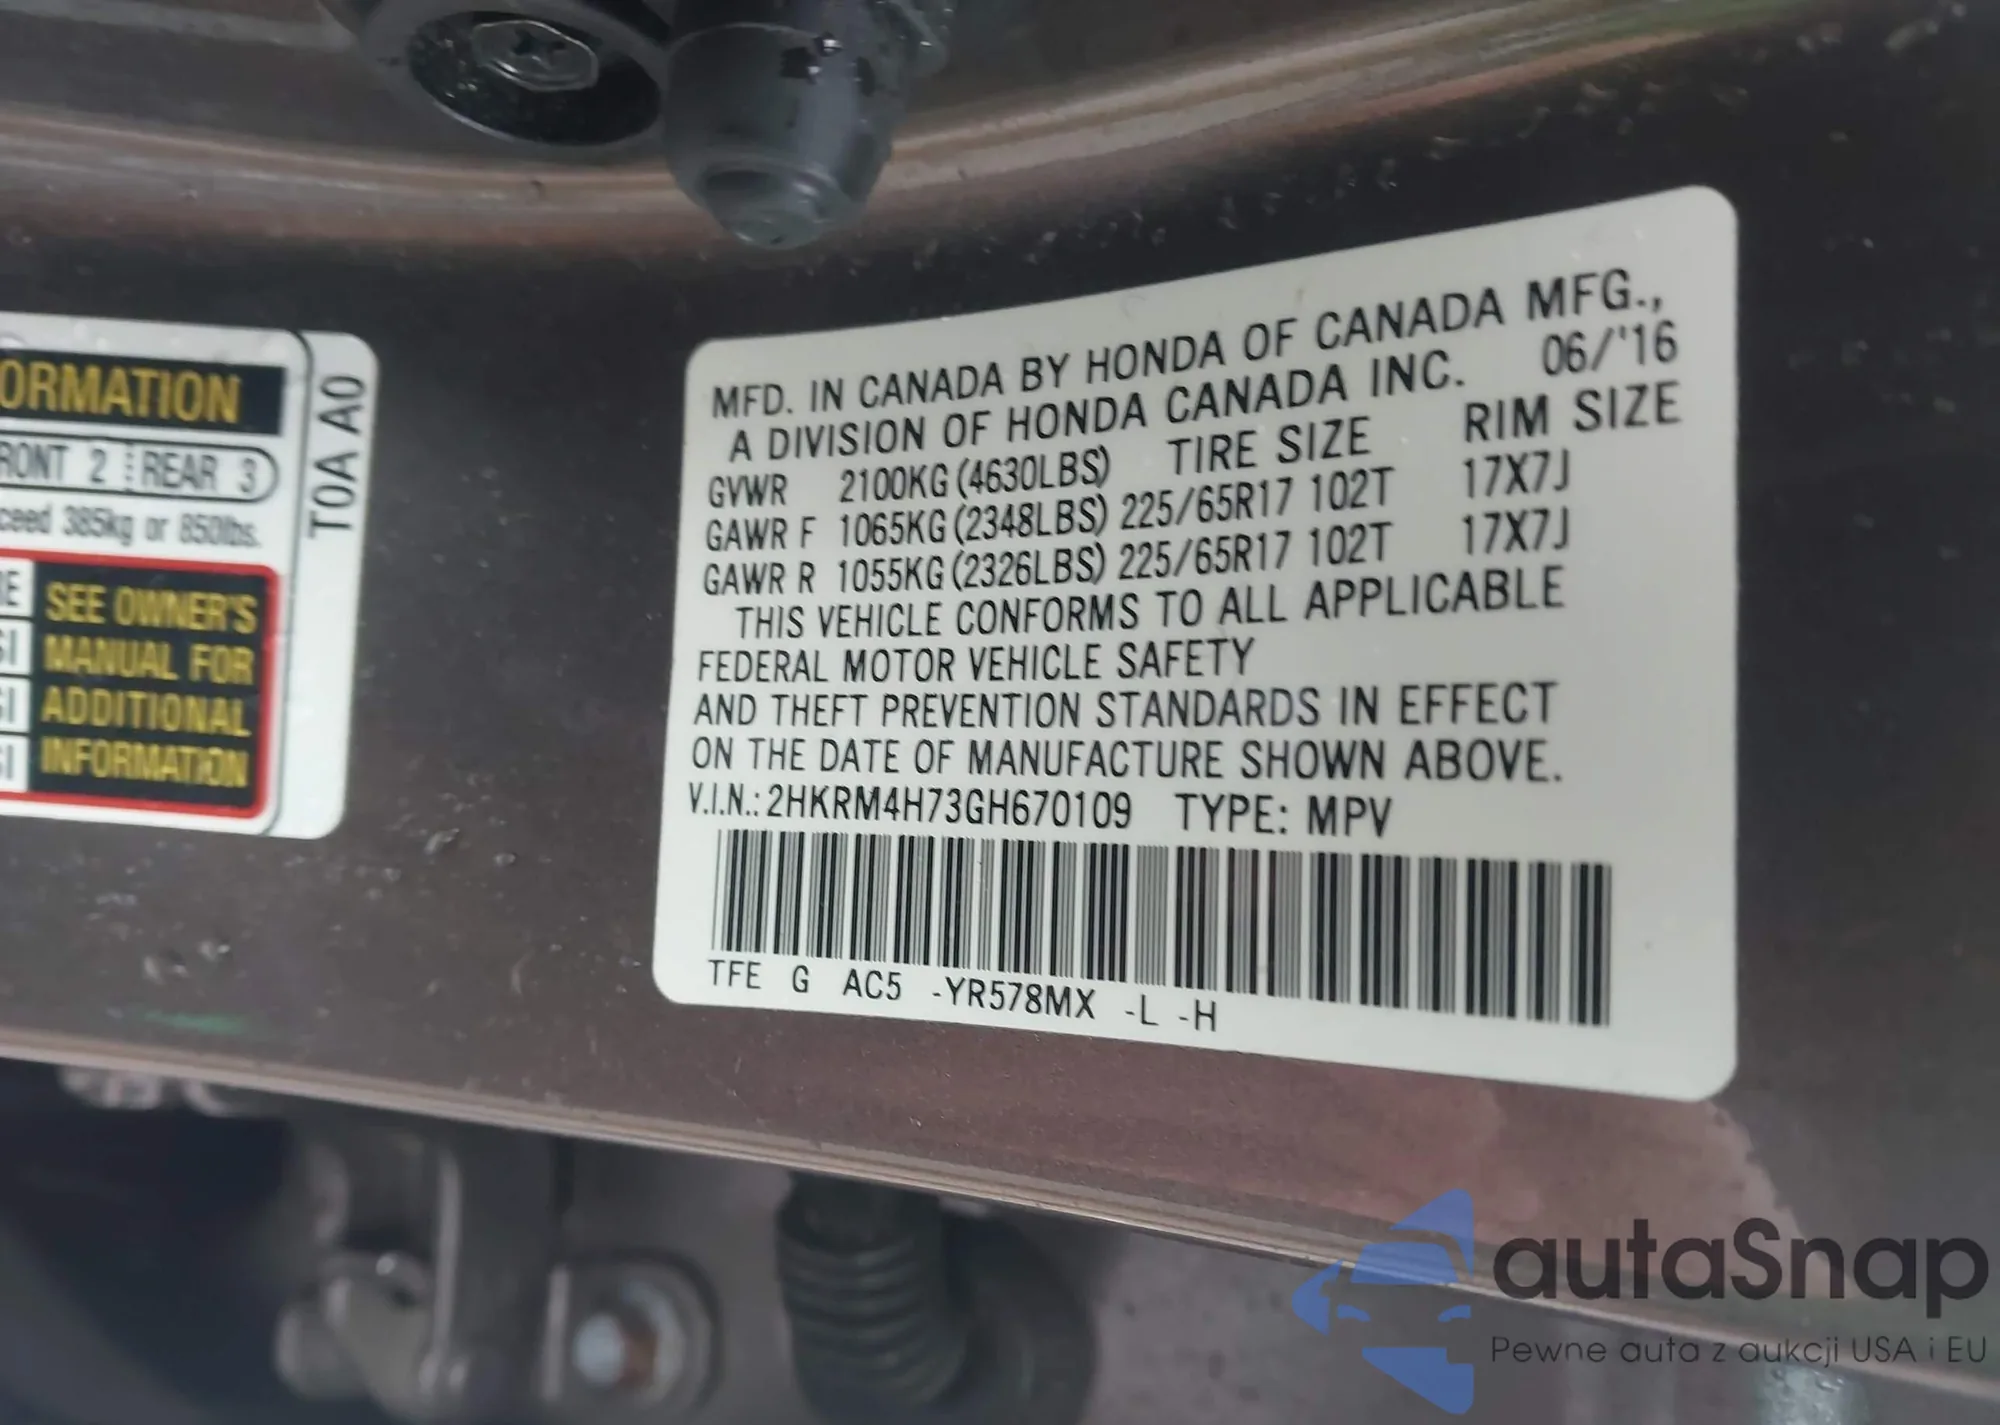 ORMATION
RONT 2 REAR 3
ceed 385kg or 850lbs.
RE
SEE OWNER'S
SI
MANUAL FOR
SI
ADDITIONAL
SI
INFORMATION
T0A A0
MFD. IN CANADA BY HONDA OF CANADA MFG.,
A DIVISION OF HONDA CANADA INC. 06/'16
GVWR 2100KG (4630LBS) TIRE SIZE RIM SIZE
GAWR F 1065KG (2348LBS) 225/65R17 102T 17X7J
GAWR R 1055KG (2326LBS) 225/65R17 102T 17X7J
THIS VEHICLE CONFORMS TO ALL APPLICABLE
FEDERAL MOTOR VEHICLE SAFETY
AND THEFT PREVENTION STANDARDS IN EFFECT
ON THE DATE OF MANUFACTURE SHOWN ABOVE.
V.I.N.: 2HKRM4H73GH670109 TYPE: MPV
TFE G AC5 -YR578MX -L -H
autaSnap
Pewne auta z aukcji USA i EU